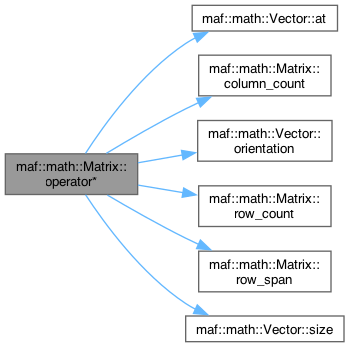 maf::math::Vector::at
maf::math::Matrix::
column_count
maf::math::Vector::
orientation
maf::math::Matrix::
operator*
maf::math::Matrix::
row_count
maf::math::Matrix::
row_span
maf::math::Vector::size